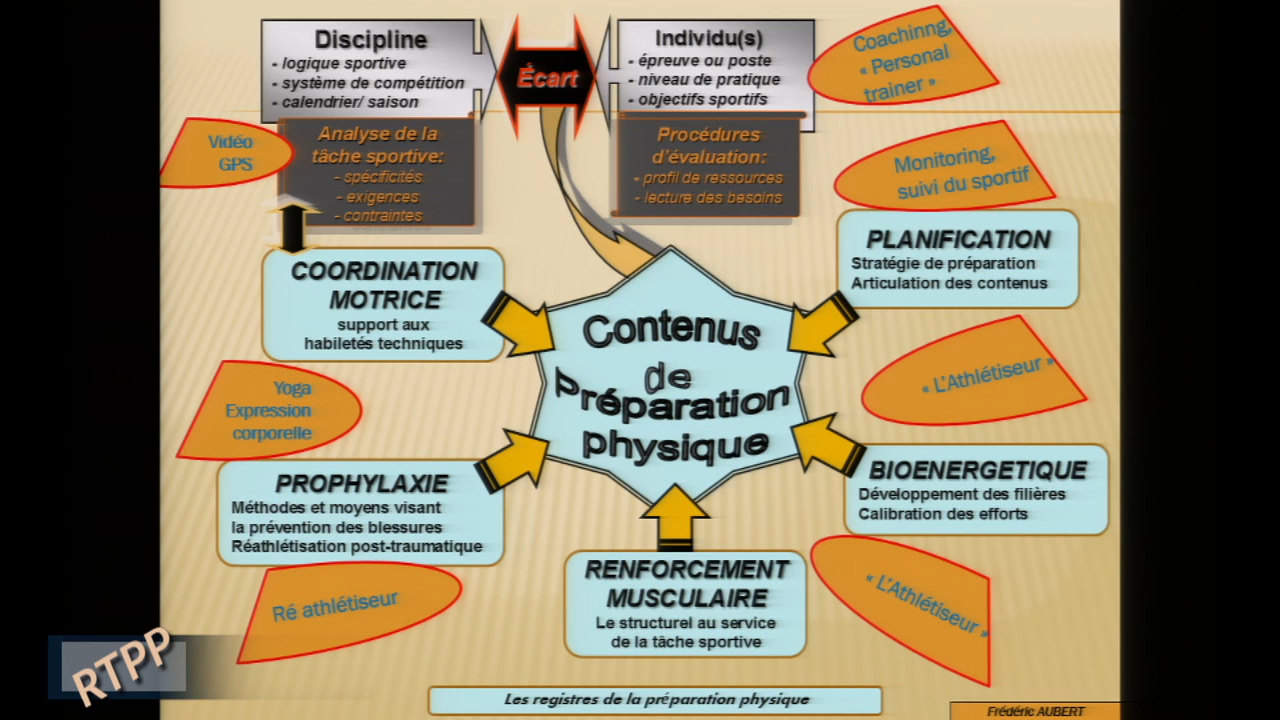 Discipline
- logique sportive
- système de compétition
- calendrier/ saison
Écart
Individu(s)
- épreuve ou poste
- niveau de pratique
- objectifs sportifs
Coachinng,
« Personal
trainer »
Vidéo
GPS
Analyse de la
tâche sportive:
- spécificités
- exigences
- contraintes
Procédures
d'évaluation:
- profil de ressources
- lecture des besoins
Monitoring,
suivi du sportif
COORDINATION
MOTRICE
support aux
habiletés techniques
PLANIFICATION
Stratégie de préparation
Articulation des contenus
Contenus
de
Préparation
physique
« L'Athlétiseur »
Yoga
Expression
corporelle
PROPHYLAXIE
Méthodes et moyens visant
la prévention des blessures
Réathlétisation post-traumatique
BIOENERGETIQUE
Développement des filières
Calibration des efforts
RENFORCEMENT
MUSCULAIRE
Le structurel au service
de la tâche sportive
« L'Athlétiseur »
Ré athlétiseur
RTPP
Les registres de la préparation physique
Frédéric AUBERT